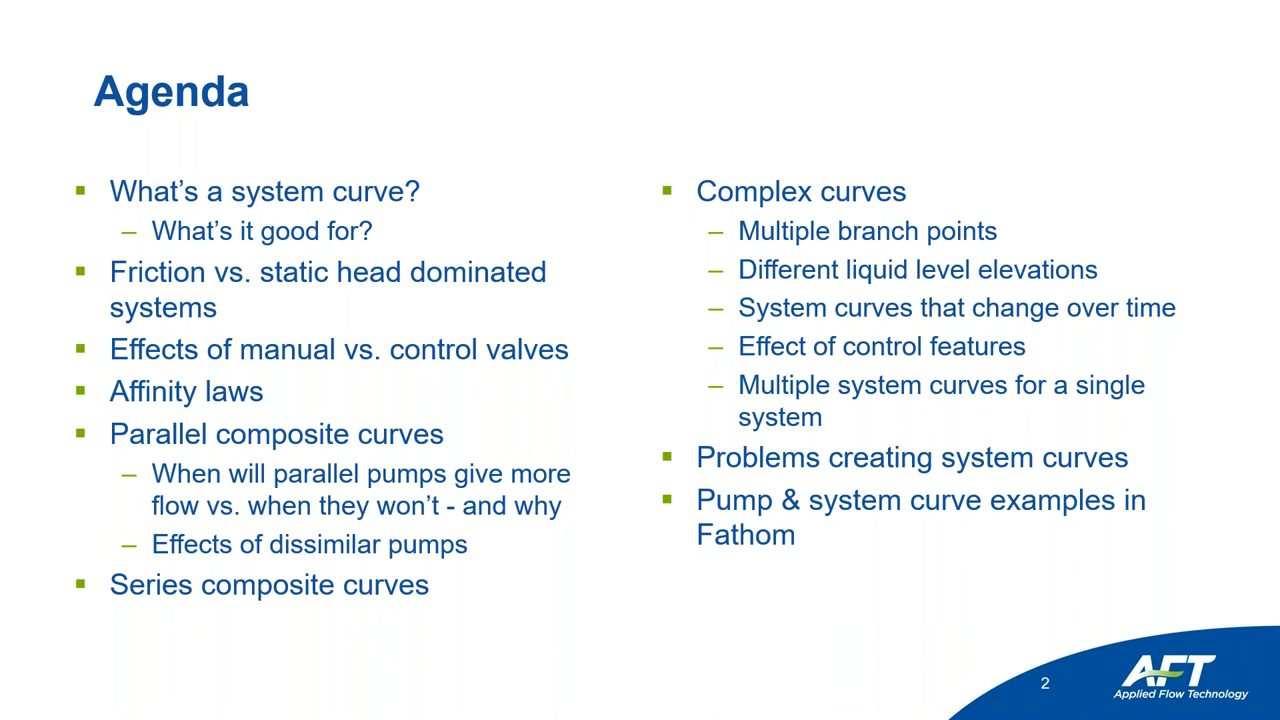 Agenda
▪ What’s a system curve?
– What’s it good for?
▪ Friction vs. static head dominated
systems
▪ Effects of manual vs. control valves
▪ Affinity laws
▪ Parallel composite curves
– When will parallel pumps give more
flow vs. when they won’t - and why
– Effects of dissimilar pumps
▪ Series composite curves
▪ Complex curves
– Multiple branch points
– Different liquid level elevations
– System curves that change over time
– Effect of control features
– Multiple system curves for a single
system
▪ Problems creating system curves
▪ Pump & system curve examples in
Fathom
2
AFT
Applied Flow Technology